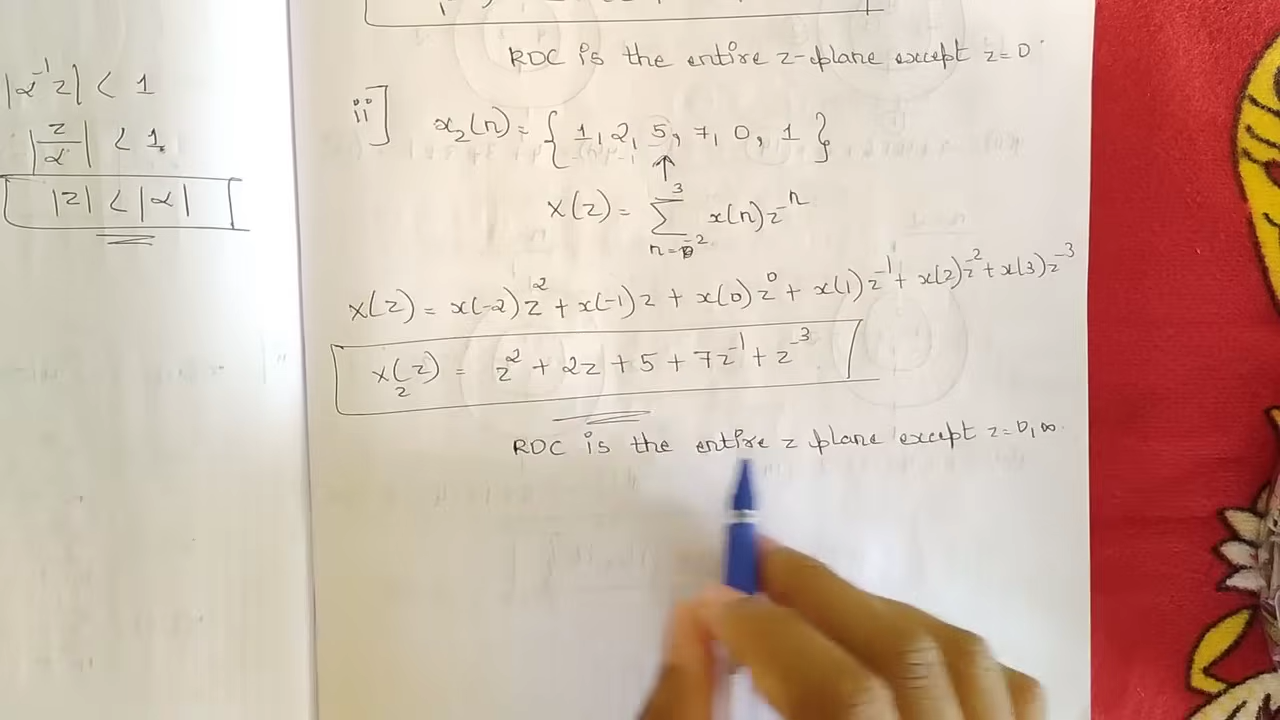 |α⁻¹z| < 1
|z/α| < 1
|z| < |α|
ROC is the entire z-plane except z=0
ii] x₂(n) = { 1, 2, 5, 7, 0, 1 }
↑
X(z) = 3 Σ n=-2 x(n)z⁻ⁿ
X(z) = x(-2)z² + x(-1)z + x(0)z⁰ + x(1)z⁻¹ + x(2)z⁻² + x(3)z⁻³
X₂(z) = z² + 2z + 5 + 7z⁻¹ + z⁻³
ROC is the entire z plane except z=0,∞.